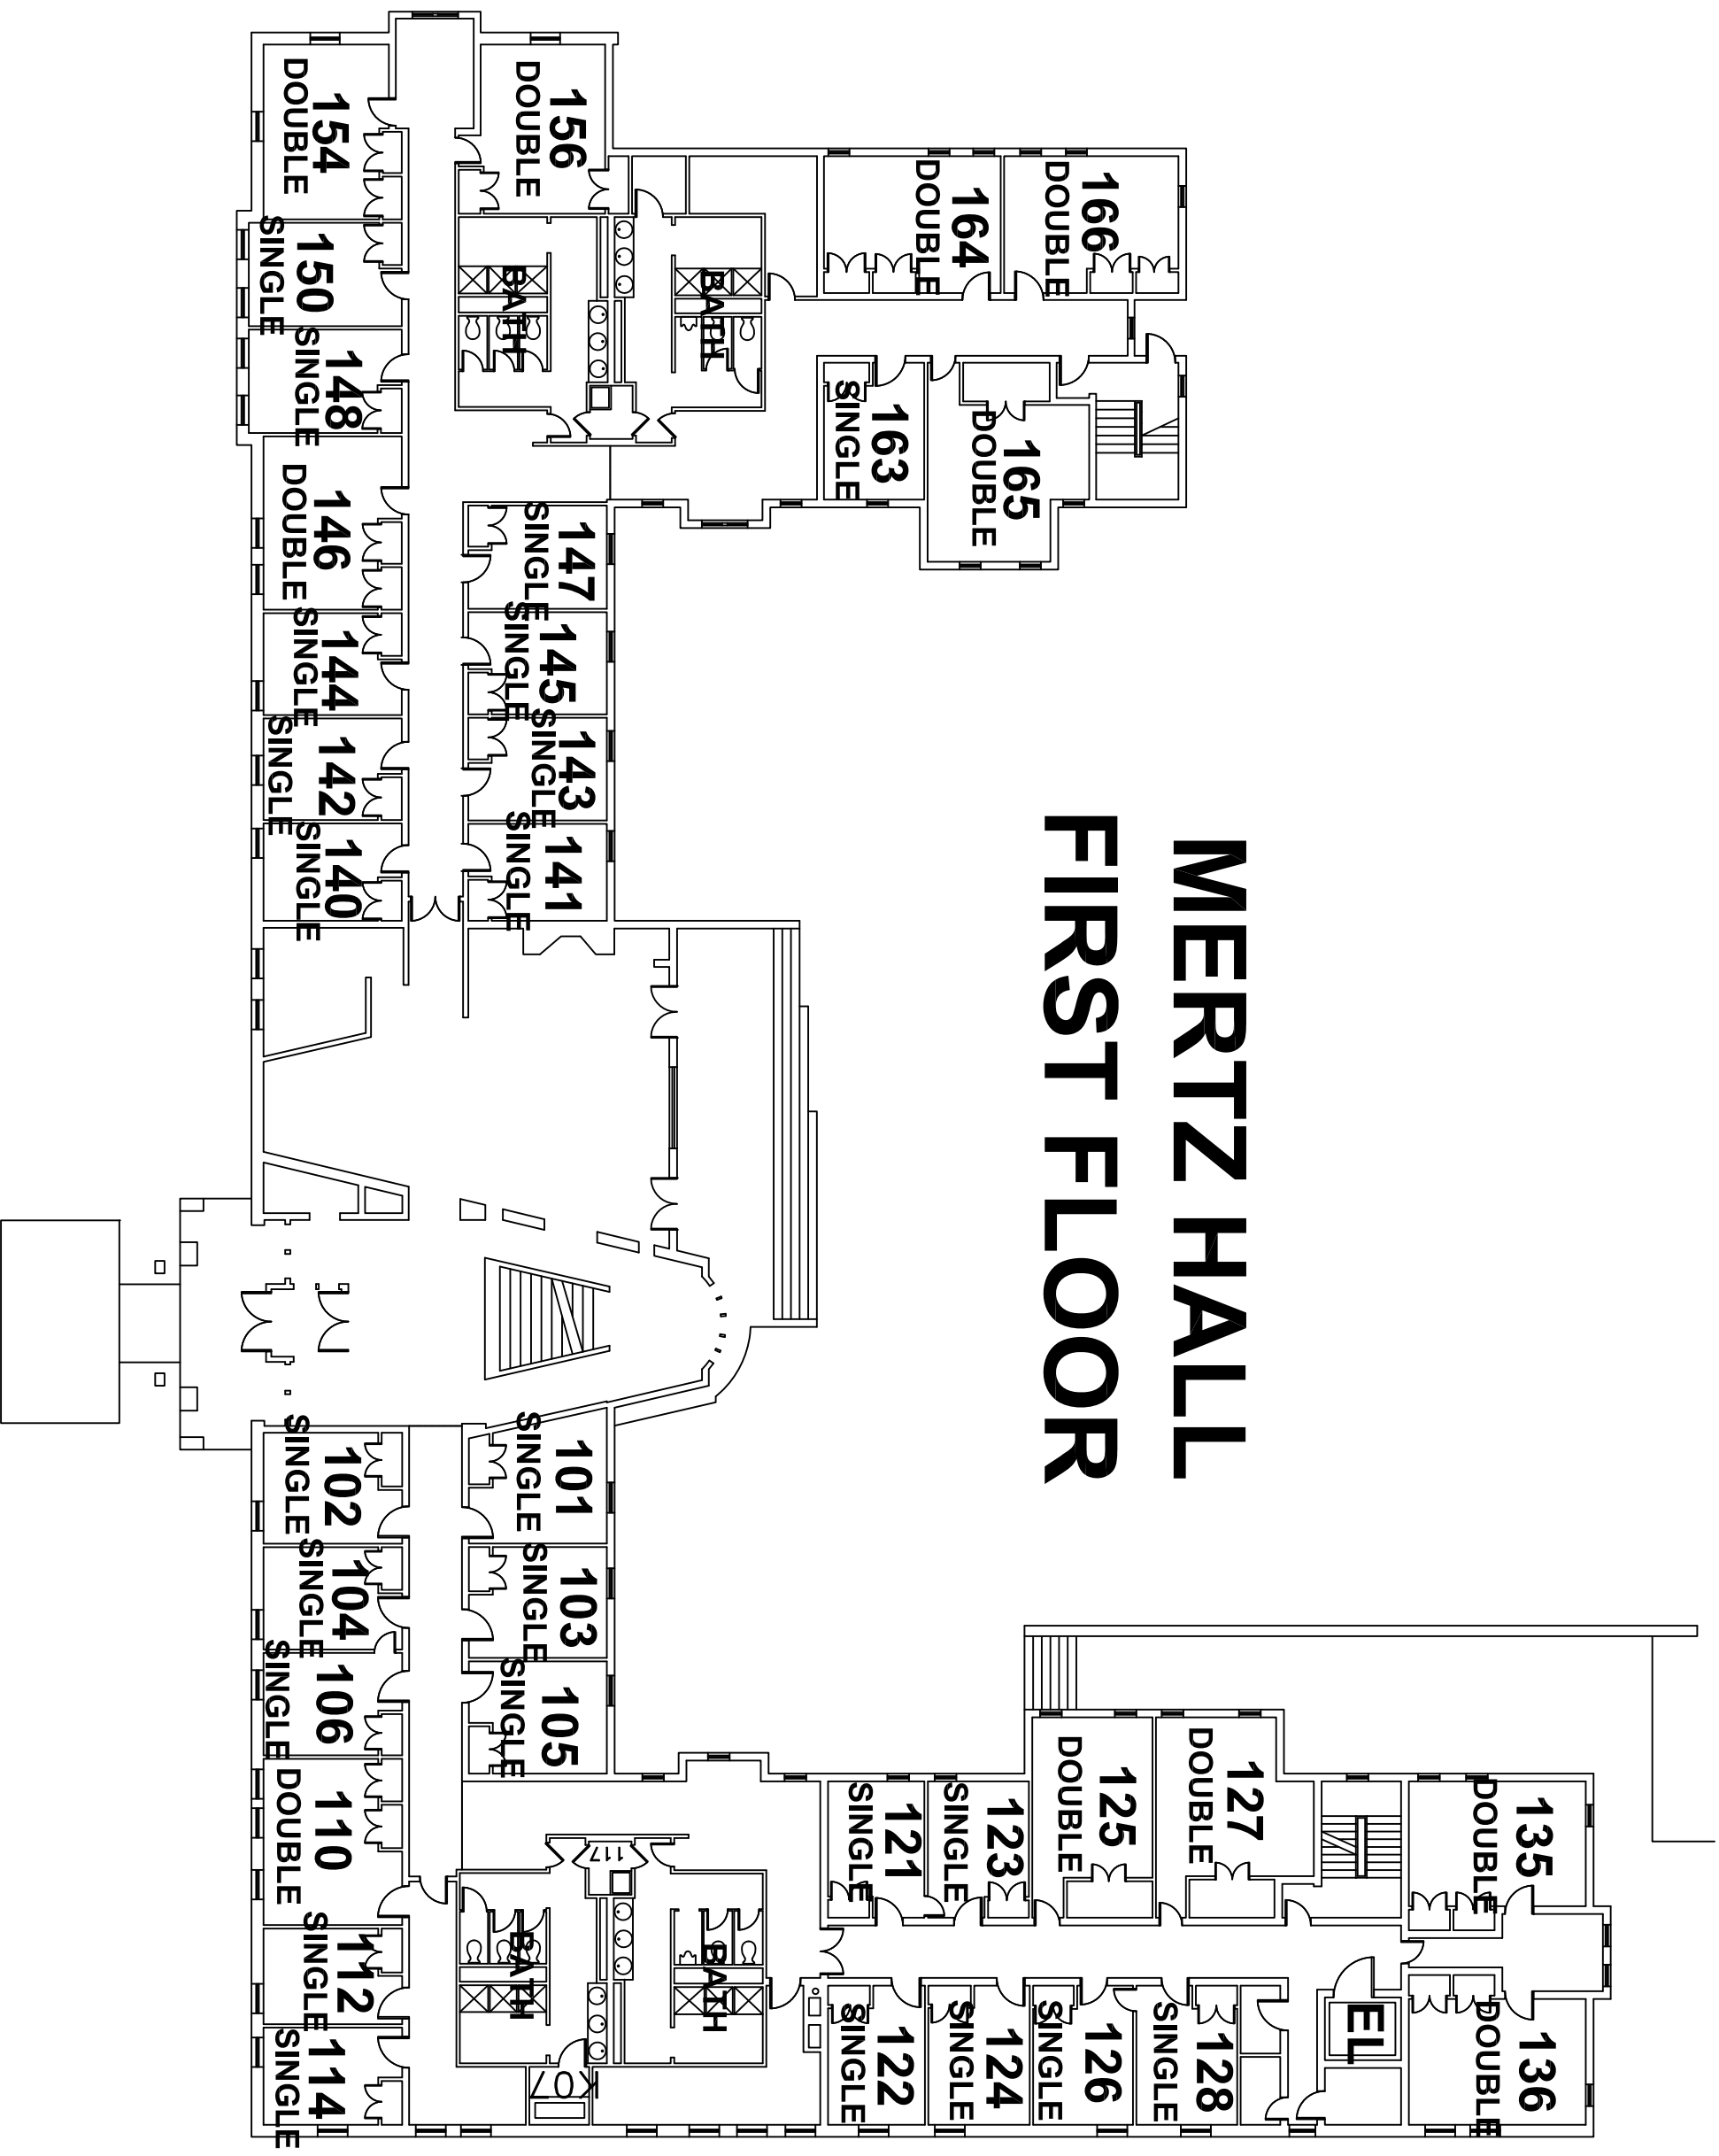 MERTZ HALL
FIRST FLOOR
154
DOUBLE
156
DOUBLE
150
SINGLE
148
SINGLE
146
DOUBLE
144
SINGLE
142
SINGLE
140
SINGLE
147
SINGLE
145
SINGLE
143
SINGLE
141
SINGLE
BATH
BATH
164
DOUBLE
166
DOUBLE
163
SINGLE
165
DOUBLE
102
SINGLE
104
SINGLE
106
SINGLE
110
DOUBLE
112
SINGLE
114
SINGLE
101
SINGLE
103
SINGLE
105
SINGLE
117
BATH
BATH
121
SINGLE
123
SINGLE
125
DOUBLE
127
DOUBLE
135
DOUBLE
122
SINGLE
124
SINGLE
126
SINGLE
128
SINGLE
EL
136
DOUBLE